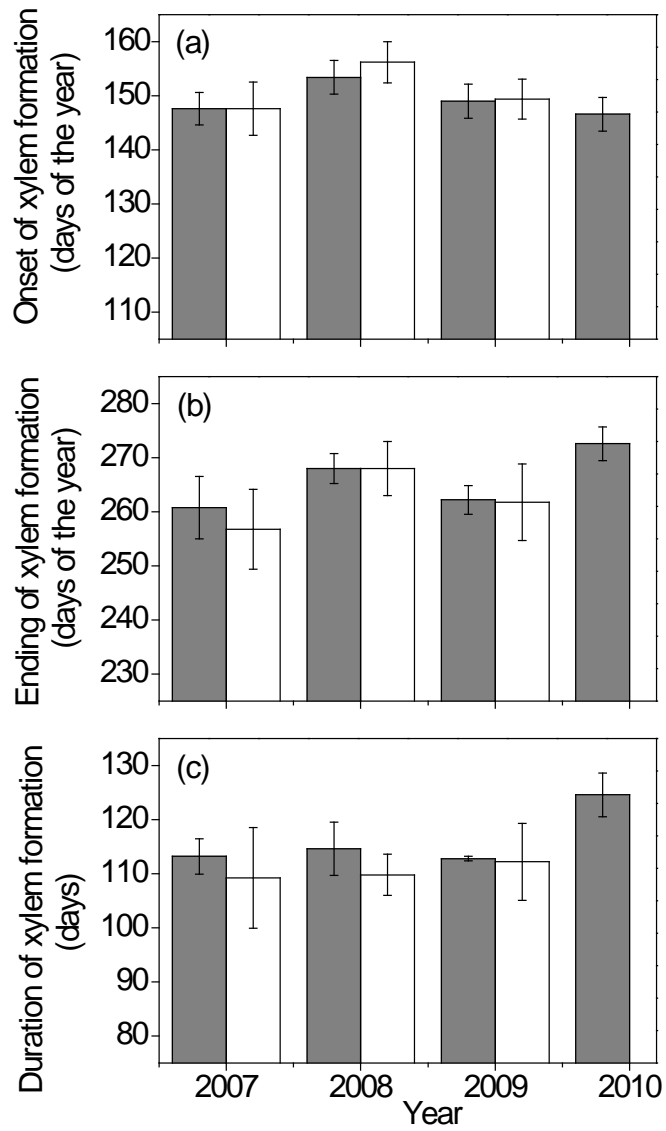 (a)
Onset of xylem formation
(days of the year)
160
150
140
130
120
110
(b)
Ending of xylem formation
(days of the year)
280
270
260
250
240
230
(c)
Duration of xylem formation
(days)
130
120
110
100
90
80
2007 2008 2009 2010
Year